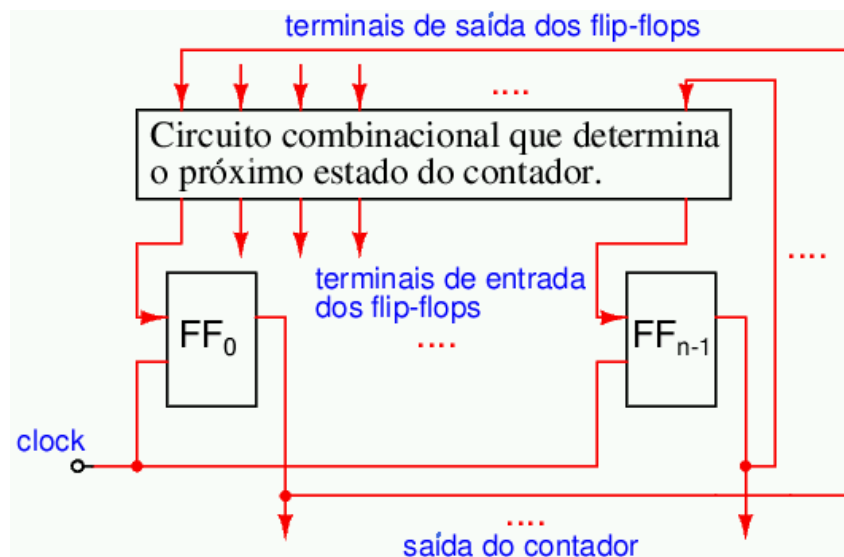 terminais de saída dos flip-flops
....
Circuito combinacional que determina
o próximo estado do contador.
....
terminais de entrada
dos flip-flops
....
FF0
FFn-1
clock
....
saída do contador